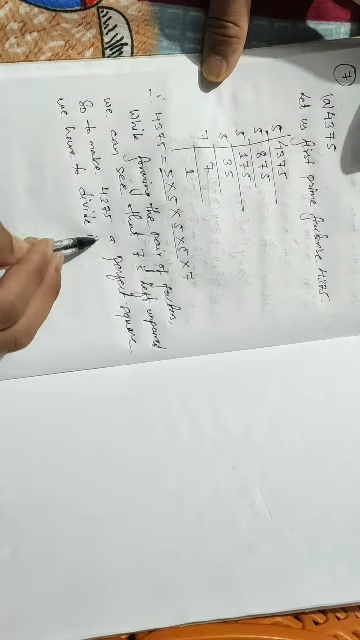 7
(a) 4375
Let us first prime factorise 4375.
5 | 4375
5 | 875
5 | 175
5 | 35
7 | 7
1
∴ 4375 = 5 × 5 × 5 × 5 × 7
While forming the pair of factors,
we can see that 7 is left unpaired
So to make 4375 a perfect square
we have to divide